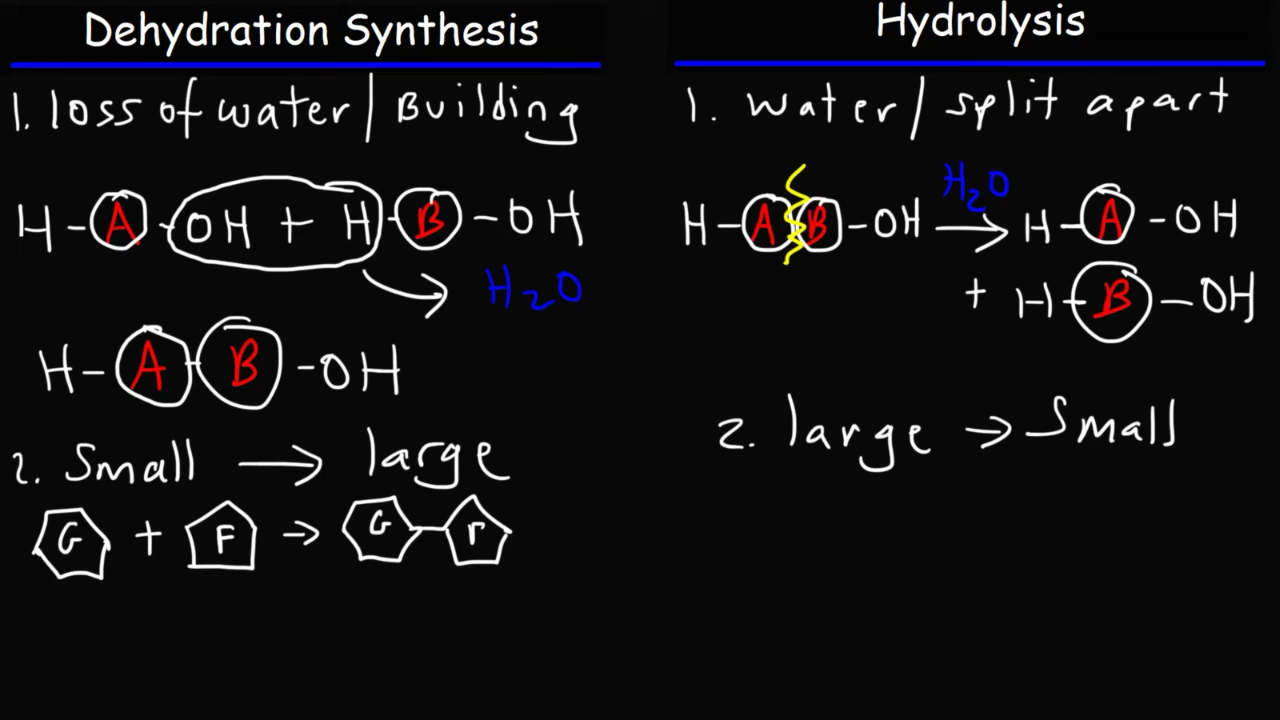 Dehydration Synthesis
1. loss of water / Building
H - A - OH + H - B - OH
H2O
H - A - B - OH
2. Small → large
G + F → G - F
Hydrolysis
1. water / split apart
H - A B - OH H2O → H - A - OH
+ H - B - OH
2. large → Small